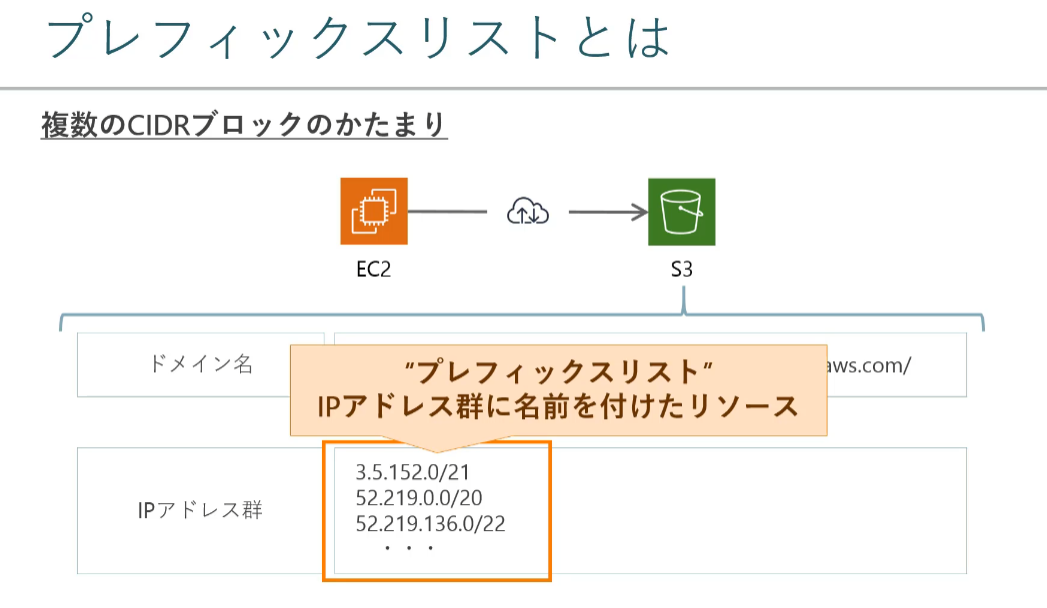 プレフィックスリストとは
複数のCIDRブロックのかたまり
EC2
S3
ドメイン名
aws.com/
“プレフィックスリスト”
IPアドレス群に名前を付けたリソース
IPアドレス群
3.5.152.0/21
52.219.0.0/20
52.219.136.0/22
・・・